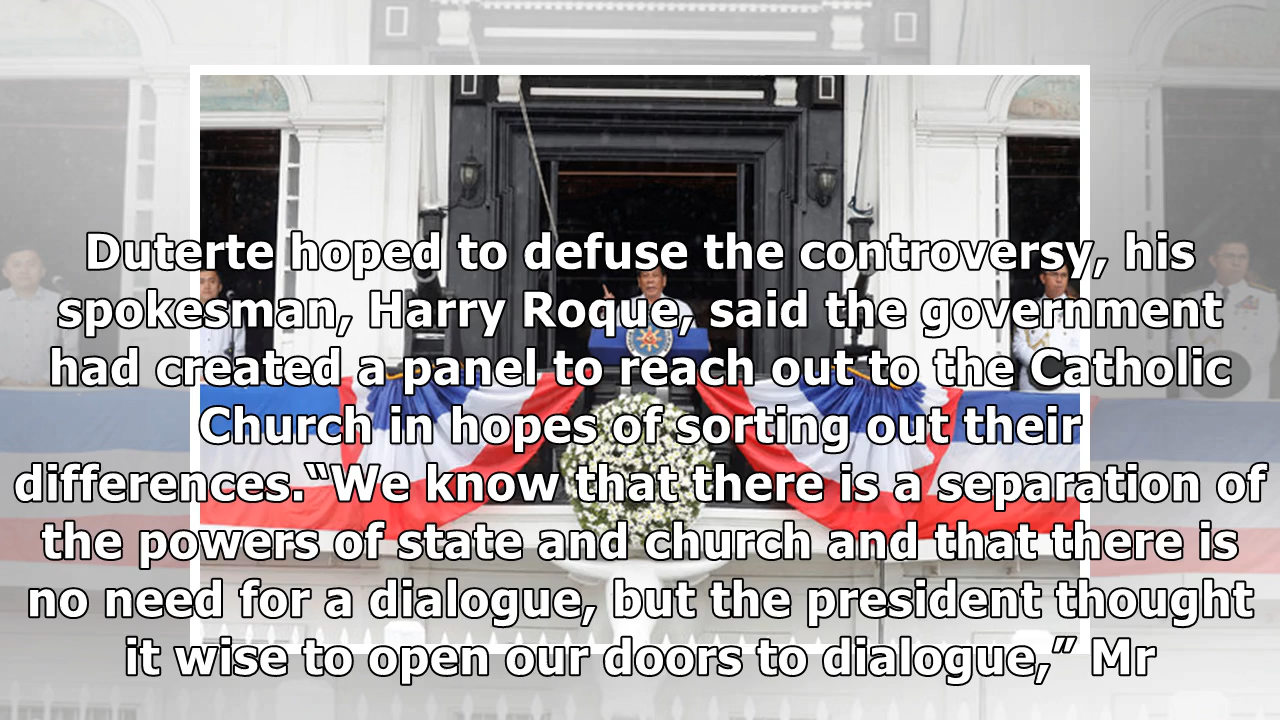 Duterte hoped to defuse the controversy, his
spokesman, Harry Roque, said the government
had created a panel to reach out to the Catholic
Church in hopes of sorting out their
differences.“We know that there is a separation of
the powers of state and church and that there is
no need for a dialogue, but the president thought
it wise to open our doors to dialogue,” Mr